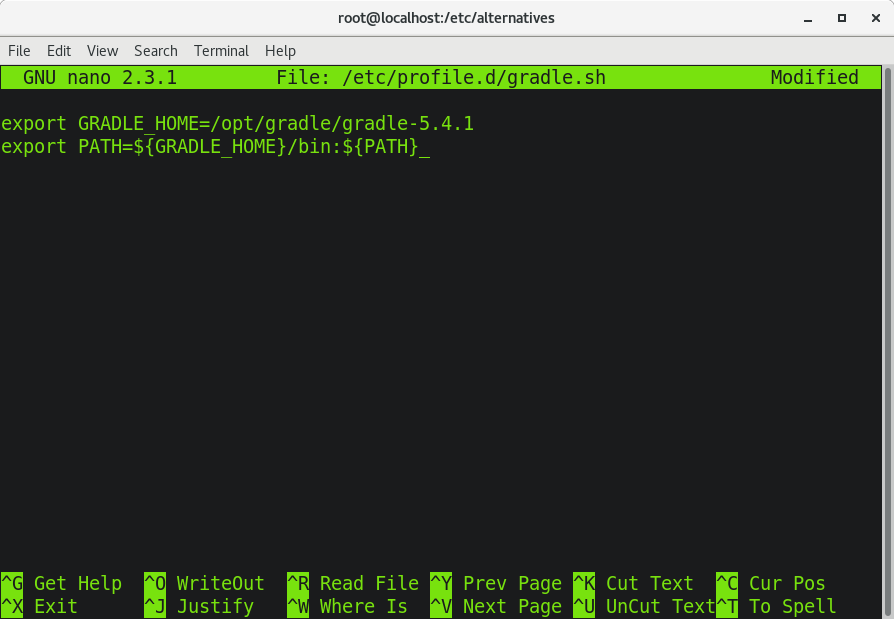 root@localhost:/etc/alternatives
File Edit View Search Terminal Help
GNU nano 2.3.1 File: /etc/profile.d/gradle.sh Modified
export GRADLE_HOME=/opt/gradle/gradle-5.4.1
export PATH=${GRADLE_HOME}/bin:${PATH}
^G Get Help ^O WriteOut ^R Read File ^Y Prev Page ^K Cut Text ^C Cur Pos
^X Exit ^J Justify ^W Where Is ^V Next Page ^U UnCut Text ^T To Spell